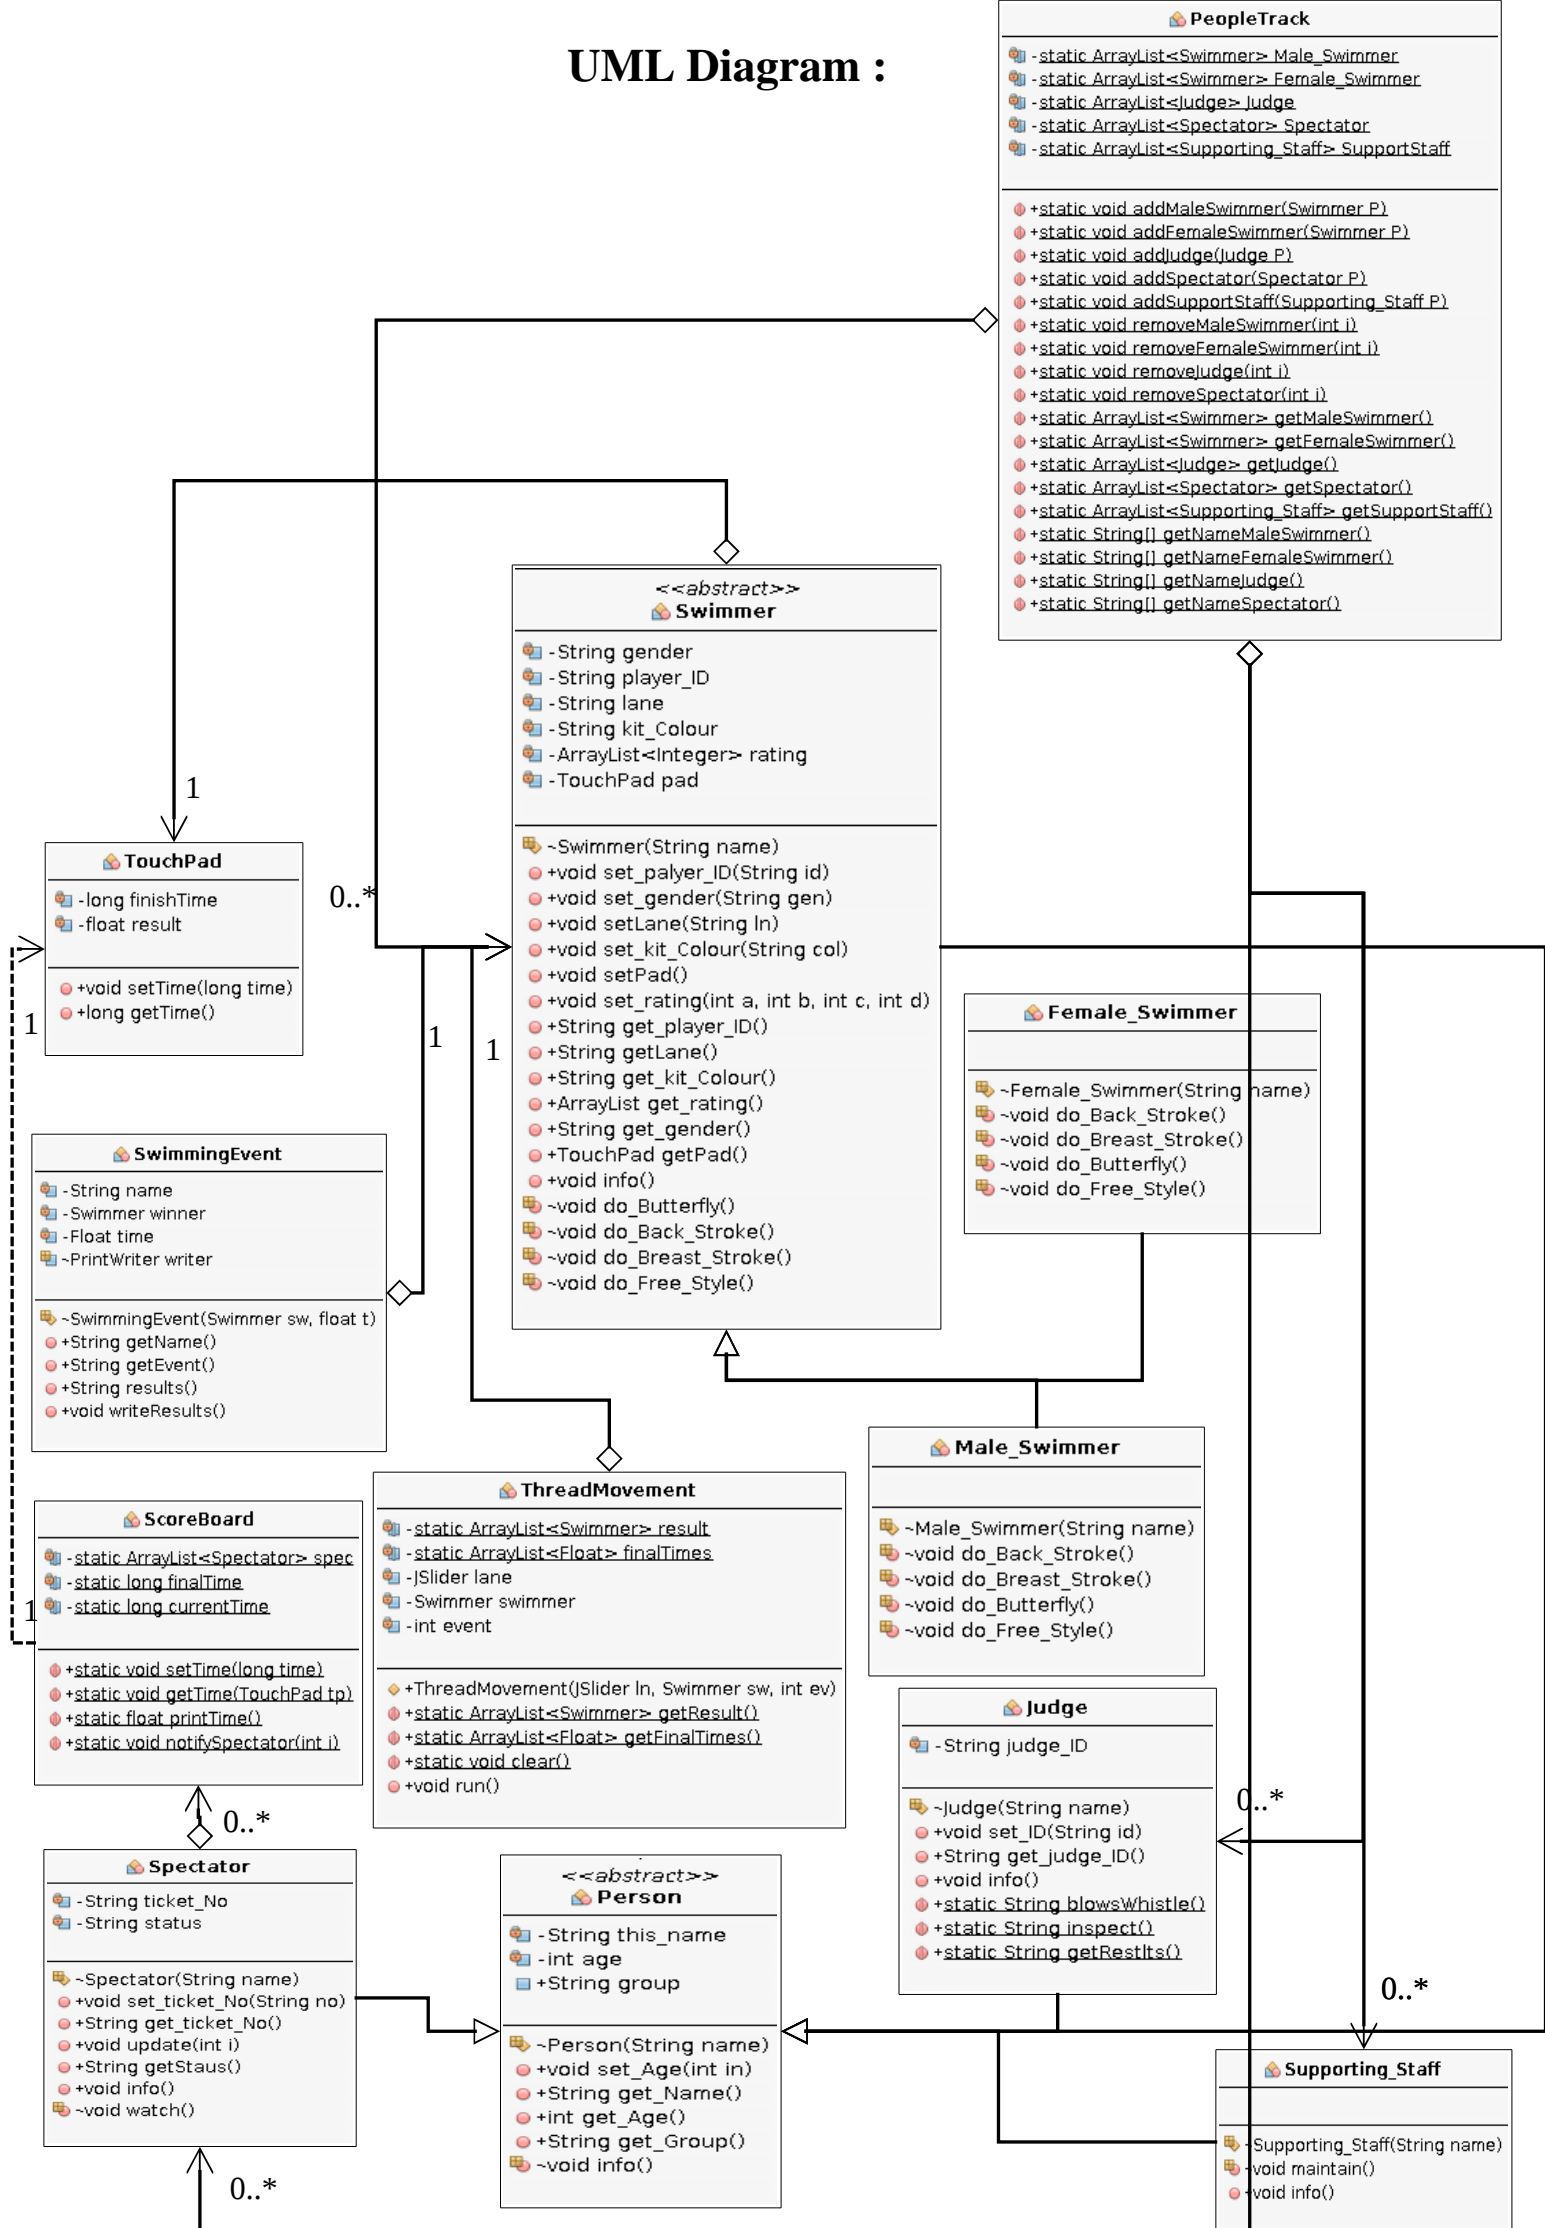 UML Diagram :
PeopleTrack
-static ArrayList<Swimmer> Male_Swimmer
-static ArrayList<Swimmer> Female_Swimmer
-static ArrayList<Judge> Judge
-static ArrayList<Spectator> Spectator
-static ArrayList<Supporting_Staff> SupportStaff
+static void addMaleSwimmer(Swimmer P)
+static void addFemaleSwimmer(Swimmer P)
+static void addJudge(Judge P)
+static void addSpectator(Spectator P)
+static void addSupportStaff(Supporting_Staff P)
+static void removeMaleSwimmer(int i)
+static void removeFemaleSwimmer(int i)
+static void removeJudge(int i)
+static void removeSpectator(int i)
+static ArrayList<Swimmer> getMaleSwimmer()
+static ArrayList<Swimmer> getFemaleSwimmer()
+static ArrayList<Judge> getJudge()
+static ArrayList<Spectator> getSpectator()
+static ArrayList<Supporting_Staff> getSupportStaff()
+static String[] getNameMaleSwimmer()
+static String[] getNameFemaleSwimmer()
+static String[] getNameJudge()
+static String[] getNameSpectator()
<<abstract>>
Swimmer
-String gender
-String player_ID
-String lane
-String kit_Colour
-ArrayList<Integer> rating
-TouchPad pad
~Swimmer(String name)
+void set_palyer_ID(String id)
+void set_gender(String gen)
+void setLane(String ln)
+void set_kit_Colour(String col)
+void setPad()
+void set_rating(int a, int b, int c, int d)
+String get_player_ID()
+String getLane()
+String get_kit_Colour()
+ArrayList get_rating()
+String get_gender()
+TouchPad getPad()
+void info()
~void do_Butterfly()
~void do_Back_Stroke()
~void do_Breast_Stroke()
~void do_Free_Style()
1
TouchPad
-long finishTime
-float result
+void setTime(long time)
+long getTime()
0..*
1
1
1
Female_Swimmer
~Female_Swimmer(String name)
~void do_Back_Stroke()
~void do_Breast_Stroke()
~void do_Butterfly()
~void do_Free_Style()
SwimmingEvent
-String name
-Swimmer winner
-Float time
~PrintWriter writer
~SwimmingEvent(Swimmer sw, float t)
+String getName()
+String getEvent()
+String results()
+void writeResults()
Male_Swimmer
~Male_Swimmer(String name)
~void do_Back_Stroke()
~void do_Breast_Stroke()
~void do_Butterfly()
~void do_Free_Style()
ThreadMovement
-static ArrayList<Swimmer> result
-static ArrayList<Float> finalTimes
-JSlider lane
-Swimmer swimmer
-int event
+ThreadMovement(JSlider ln, Swimmer sw, int ev)
+static ArrayList<Swimmer> getResult()
+static ArrayList<Float> getFinalTimes()
+static void clear()
+void run()
ScoreBoard
-static ArrayList<Spectator> spec
-static long finalTime
-static long currentTime
1
+static void setTime(long time)
+static void getTime(TouchPad tp)
+static float printTime()
+static void notifySpectator(int i)
Judge
-String judge_ID
~Judge(String name)
+void set_ID(String id)
+String get_judge_ID()
+void info()
+static String blowsWhistle()
+static String inspect()
+static String getRestlts()
0..*
0..*
Spectator
-String ticket_No
-String status
~Spectator(String name)
+void set_ticket_No(String no)
+String get_ticket_No()
+void update(int i)
+String getStaus()
+void info()
~void watch()
<<abstract>>
Person
-String this_name
-int age
+String group
~Person(String name)
+void set_Age(int in)
+String get_Name()
+int get_Age()
+String get_Group()
~void info()
0..*
Supporting_Staff
~Supporting_Staff(String name)
~void maintain()
+void info()
0..*